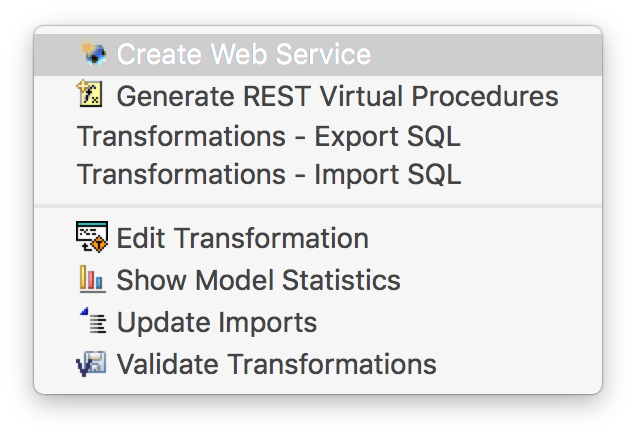 Create Web Service
Generate REST Virtual Procedures
Transformations - Export SQL
Transformations - Import SQL
Edit Transformation
Show Model Statistics
Update Imports
Validate Transformations